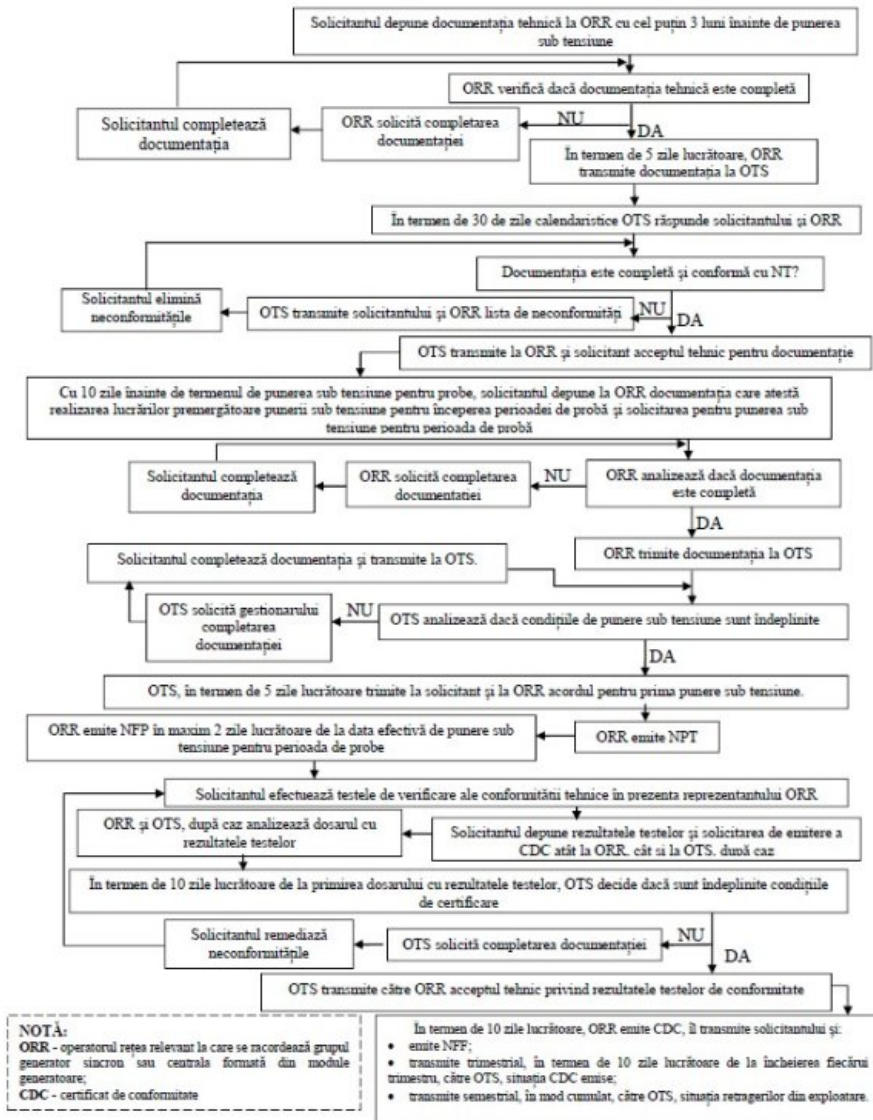 Solicitantul depune documentația tehnică la ORR cu cel puțin 3 luni înainte de punerea
sub tensiune
ORR verifică dacă documentația tehnică este completă
NU
DA
ORR solicită completarea
documentației
Solicitantul completează
documentația
În termen de 5 zile lucrătoare, ORR
transmite documentația la OTS
În termen de 30 de zile calendaristice OTS răspunde solicitantului și ORR
Documentația este completă și conformă cu NT?
Solicitantul elimină
neconformitățile
OTS transmite solicitantului și ORR lista de neconformități
NU
DA
OTS transmite la ORR și solicitant acceptul tehnic pentru documentație
Cu 10 zile înainte de termenul de punerea sub tensiune pentru probe, solicitantul depune la ORR documentația care atestă
realizarea lucrărilor premergătoare punerii sub tensiune pentru începerea perioadei de probă și solicitarea pentru punerea sub
tensiune pentru perioada de probă
Solicitantul completează
documentația
ORR solicită completarea
documentatiei
NU
ORR analizează dacă documentația
este completă
DA
ORR trimite documentația la OTS
Solicitantul completează documentația și transmite la OTS.
OTS solicită gestionarului
completarea
documentației
NU
OTS analizează dacă condițiile de punere sub tensiune sunt îndeplinite
DA
OTS, în termen de 5 zile lucrătoare trimite la solicitant și la ORR acordul pentru prima punere sub tensiune.
ORR emite NFP în maxim 2 zile lucrătoare de la data efectivă de punere sub
tensiune pentru perioada de probe
ORR emite NPT
Solicitantul efectuează testele de verificare ale conformității tehnice în prezenta reprezentantului ORR
ORR și OTS, după caz analizează dosarul cu
rezultatele testelor
Solicitantul depune rezultatele testelor și solicitarea de emitere a
CDC atât la ORR, cât si la OTS, după caz
În termen de 10 zile lucrătoare de la primirea dosarului cu rezultatele testelor, OTS decide dacă sunt îndeplinite condițiile
de certificare
Solicitantul remediază
neconformitățile
OTS solicită completarea documentației
NU
DA
OTS transmite către ORR acceptul tehnic privind rezultatele testelor de conformitate
NOTĂ:
ORR - operatorul rețea relevant la care se racordează grupul
generator sincron sau centrala formată din module
generatoare;
CDC - certificat de conformitate
În termen de 10 zile lucrătoare, ORR emite CDC, îl transmite solicitantului și:
• emite NFF;
• transmite trimestrial, în termen de 10 zile lucrătoare de la încheierea fiecărui
trimestru, către OTS, situația CDC emise;
• transmite semestrial, în mod cumulat, către OTS, situația retragerilor din exploatare.